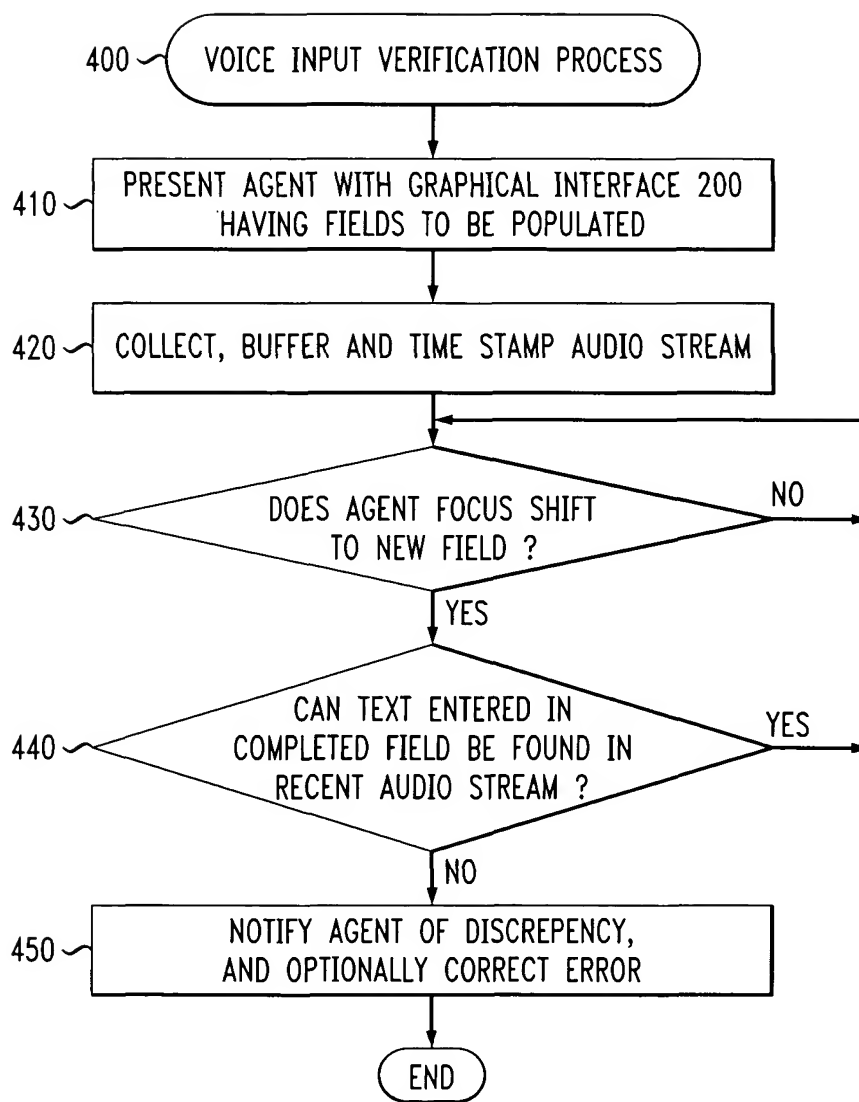 400
VOICE INPUT VERIFICATION PROCESS
410
PRESENT AGENT WITH GRAPHICAL INTERFACE 200
HAVING FIELDS TO BE POPULATED
420
COLLECT, BUFFER AND TIME STAMP AUDIO STREAM
430
DOES AGENT FOCUS SHIFT
TO NEW FIELD ?
NO
YES
440
CAN TEXT ENTERED IN
COMPLETED FIELD BE FOUND IN
RECENT AUDIO STREAM ?
YES
NO
450
NOTIFY AGENT OF DISCREPENCY,
AND OPTIONALLY CORRECT ERROR
END